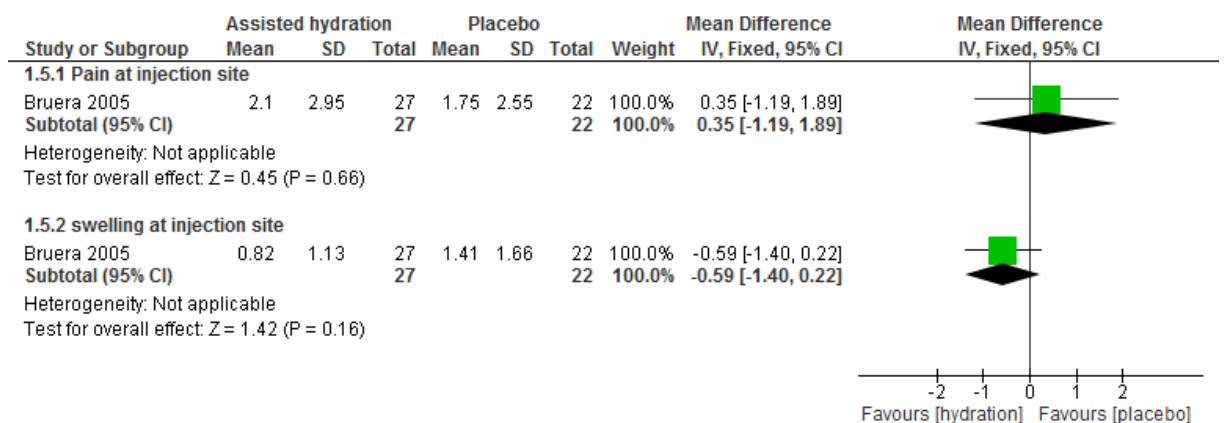 Assisted hydration Placebo Mean Difference Mean Difference
Study or Subgroup Mean SD Total Mean SD Total Weight IV, Fixed, 95% CI IV, Fixed, 95% CI
1.5.1 Pain at injection site
Bruera 2005 2.1 2.95 27 1.75 2.55 22 100.0% 0.35 [-1.19, 1.89]
Subtotal (95% CI) 27 22 100.0% 0.35 [-1.19, 1.89]
Heterogeneity: Not applicable
Test for overall effect: Z = 0.45 (P = 0.66)
1.5.2 swelling at injection site
Bruera 2005 0.82 1.13 27 1.41 1.66 22 100.0% -0.59 [-1.40, 0.22]
Subtotal (95% CI) 27 22 100.0% -0.59 [-1.40, 0.22]
Heterogeneity: Not applicable
Test for overall effect: Z = 1.42 (P = 0.16)
-2 -1 0 1 2
Favours [hydration] Favours [placebo]